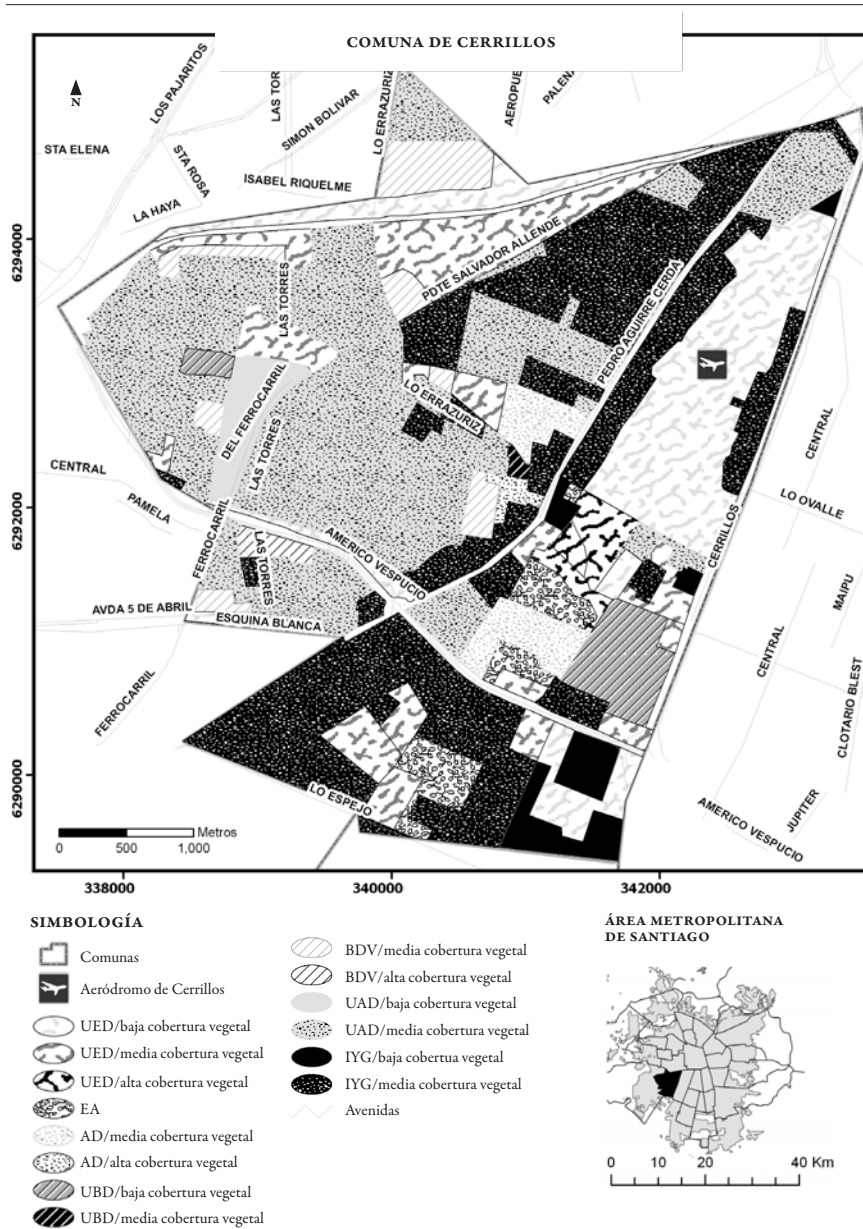 COMUNA DE CERRILLOS
N
LOS PAJARITOS
LAS TOR
SIMON BOLIVAR
LO ERRAZURIZ
AEROPUE
PALENA
STA ELENA
STA ROSA
ISABEL RIQUELME
LA HAYA
PDTE SALVADOR ALLENDE
PEDRO AGUIRRE CERDA
LAS TORRES
LO ERRAZURIZ
DEL FERROCARRIL
LAS TORRES
CENTRAL
PAMELA
FERROCARRIL
LAS TORRES
AMERICO VESPUCIO
CERRILLOS
CENTRAL
LO OVALLE
AVDA 5 DE ABRIL
ESQUINA BLANCA
MAIPU
CENTRAL
CLOTARIO BLEST
FERROCARRIL
LO ESPEJO
JUPITER
AMERICO VESPUCIO
6294000
6292000
6290000
Metros
0 500 1,000
338000 340000 342000
SIMBOLOGÍA
Comunas
Aeródromo de Cerrillos
UED/baja cobertura vegetal
UED/media cobertura vegetal
UED/alta cobertura vegetal
EA
AD/media cobertura vegetal
AD/alta cobertura vegetal
UBD/baja cobertura vegetal
UBD/media cobertura vegetal
BDV/media cobertura vegetal
BDV/alta cobertura vegetal
UAD/baja cobertura vegetal
UAD/media cobertura vegetal
IYG/baja cobertua vegetal
IYG/media cobertura vegetal
Avenidas
ÁREA METROPOLITANA
DE SANTIAGO
0 10 20 40 Km